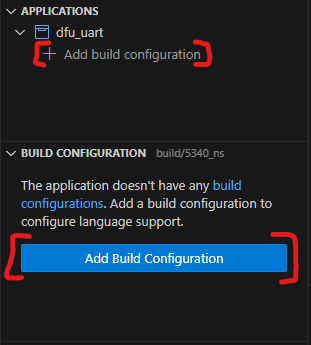 APPLICATIONS
dfu_uart
Add build configuration
BUILD CONFIGURATION build/5340_ns
The application doesn't have any build
configurations. Add a build configuration to
configure language support.
Add Build Configuration